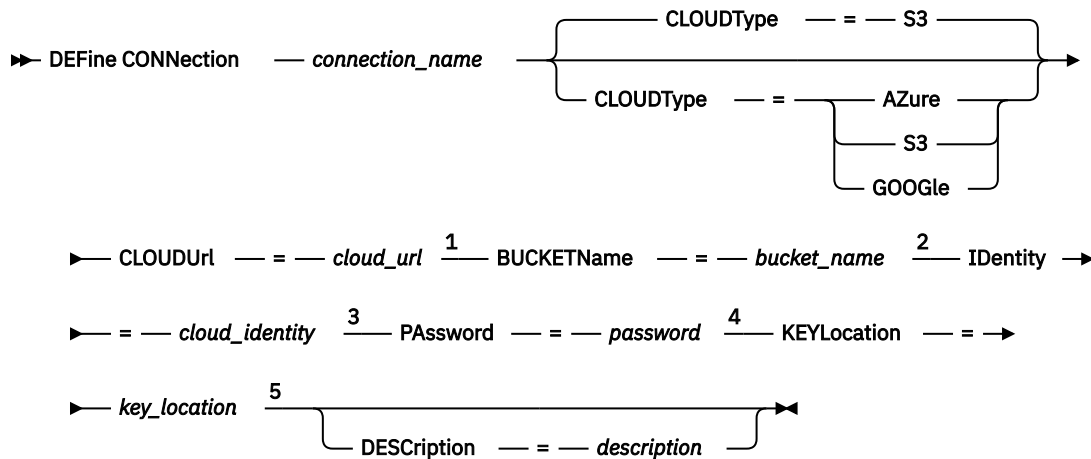 CLOUDType = S3
DEFine CONNection connection_name
CLOUDType = AZure
S3
GOOGle
CLOUDUrl = cloud_url 1 BUCKETName = bucket_name 2 IDentity
= cloud_identity 3 PAssword = password 4 KEYLocation =
key_location 5
DESCription = description